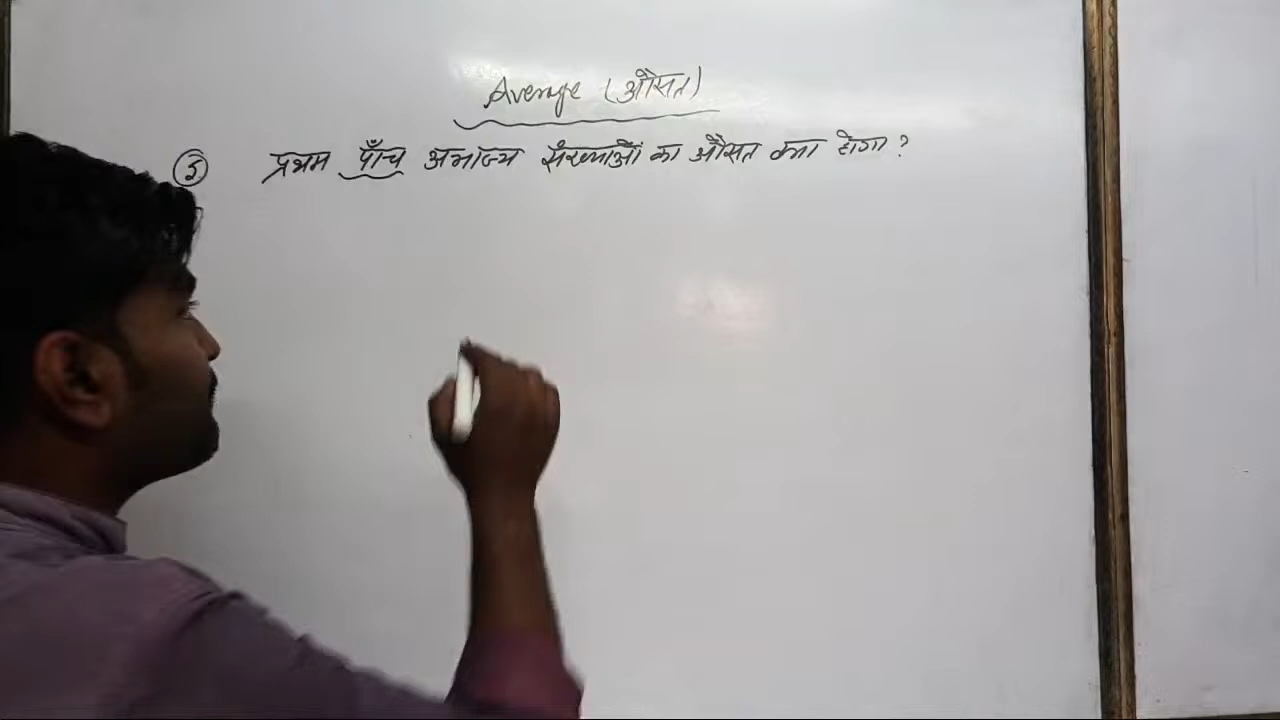 Average (औसत)
⑤ प्रथम पाँच अभाज्य संख्याओं का औसत क्या होगा ?